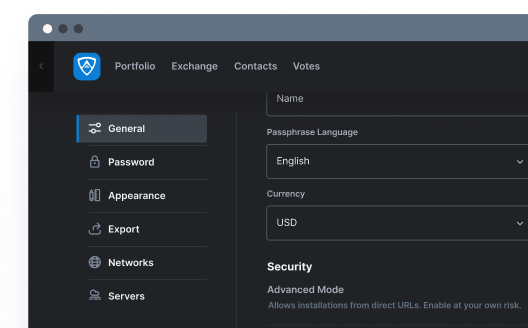 Portfolio Exchange Contacts Votes
General
Password
Appearance
Export
Networks
Servers
Name
Passphrase Language
English
Currency
USD
Security
Advanced Mode
Allows installations from direct URLs. Enable at your own risk.